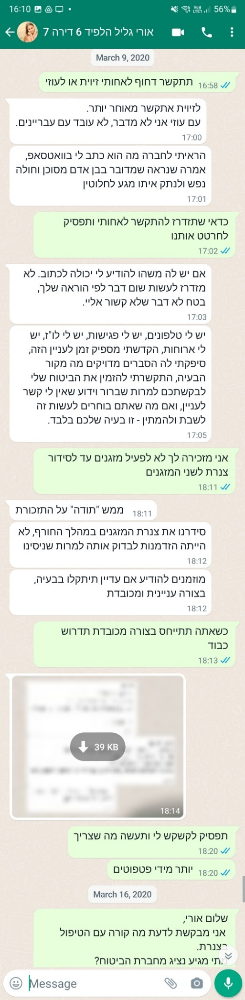 16:10 56%
אורי גליל הלפיד 6 דירה 7
March 9, 2020
תתקשר דחוף לאחותי זיוית או לעוזי 16:58
לזיוית אתקשר מאוחר יותר.
עם עוזי אני לא מדבר, לא עובד עם עבריינים.
17:00
הראיתי לחברה מה הוא כתב לי בוואטסאפ,
אמרה שנראה שמדובר בבן אדם מסוכן וחולה
נפש ולנתק איתו מגע לחלוטין
17:01
כדאי שתזדרז להתקשר לאחותי ותפסיק
לחרטט אותנו
17:02
אם יש לה משהו להודיע לי יכולה לכתוב. לא
מזדרז לעשות שום דבר לפי הוראה שלך,
בטח לא דבר שלא קשור אליי.
17:03
יש לי טלפונים, יש לי פגישות, יש לי לו"ז, יש
לי ארוחות, הקדשתי מספיק זמן לעניין הזה,
סיפקתי לה הסברים מדויקים מה מקור
הבעיה, התקשרתי להזמין את הביטוח שלי
לבקשתכם למרות שברור וידוע שאין לי קשר
לעניין, ואם מה שאתם בוחרים לעשות זה
לשבת ולהמתין - זו בעיה שלכם בלבד.
17:05
אני מזכירה לך לא לפעיל מזגנים עד לסידור
צנרת לשני המזגנים
18:11
ממש "תודה" על התזכורת 18:11
סידרנו את צנרת המזגנים במהלך החורף, לא
הייתה הזדמנות לבדוק אותה למרות שניסינו
18:12
מוזמנים להודיע אם עדיין תיתקלו בבעיה,
בצורה עניינית ומכובדת
18:12
כשאתה תתייחס בצורה מכובדת תדרוש
כבוד
18:13
39 KB
18:14
תפסיק לקשקש לי ותעשה מה שצריך
18:20
יותר מידי פטפוטים 18:20
March 16, 2020
שלום אורי,
אני מבקשת לדעת מה קורה עם הטיפול
בצנרת.
מתי מגיע נציג מחברת הביטוח?
Message